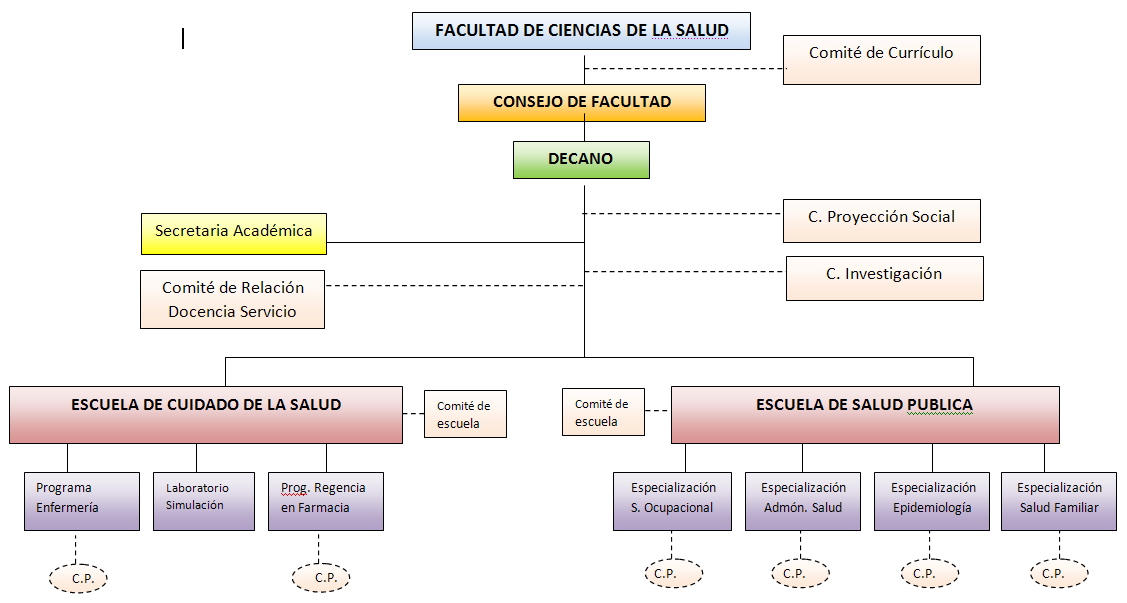 FACULTAD DE CIENCIAS DE LA SALUD
Comité de Currículo
CONSEJO DE FACULTAD
DECANO
Secretaria Académica
C. Proyección Social
Comité de Relación
Docencia Servicio
C. Investigación
ESCUELA DE CUIDADO DE LA SALUD
Comité de
escuela
Comité de
escuela
ESCUELA DE SALUD PUBLICA
Programa
Enfermería
Laboratorio
Simulación
Prog. Regencia
en Farmacia
Especialización
S. Ocupacional
Especialización
Admón. Salud
Especialización
Epidemiología
Especialización
Salud Familiar
C.P.
C.P.
C.P.
C.P.
C.P.
C.P.